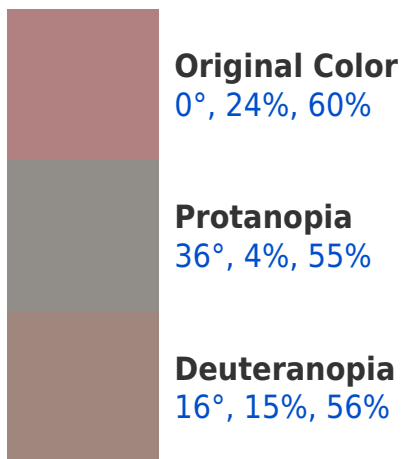 Original Color
0°, 24%, 60%
Protanopia
36°, 4%, 55%
Deuteranopia
16°, 15%, 56%